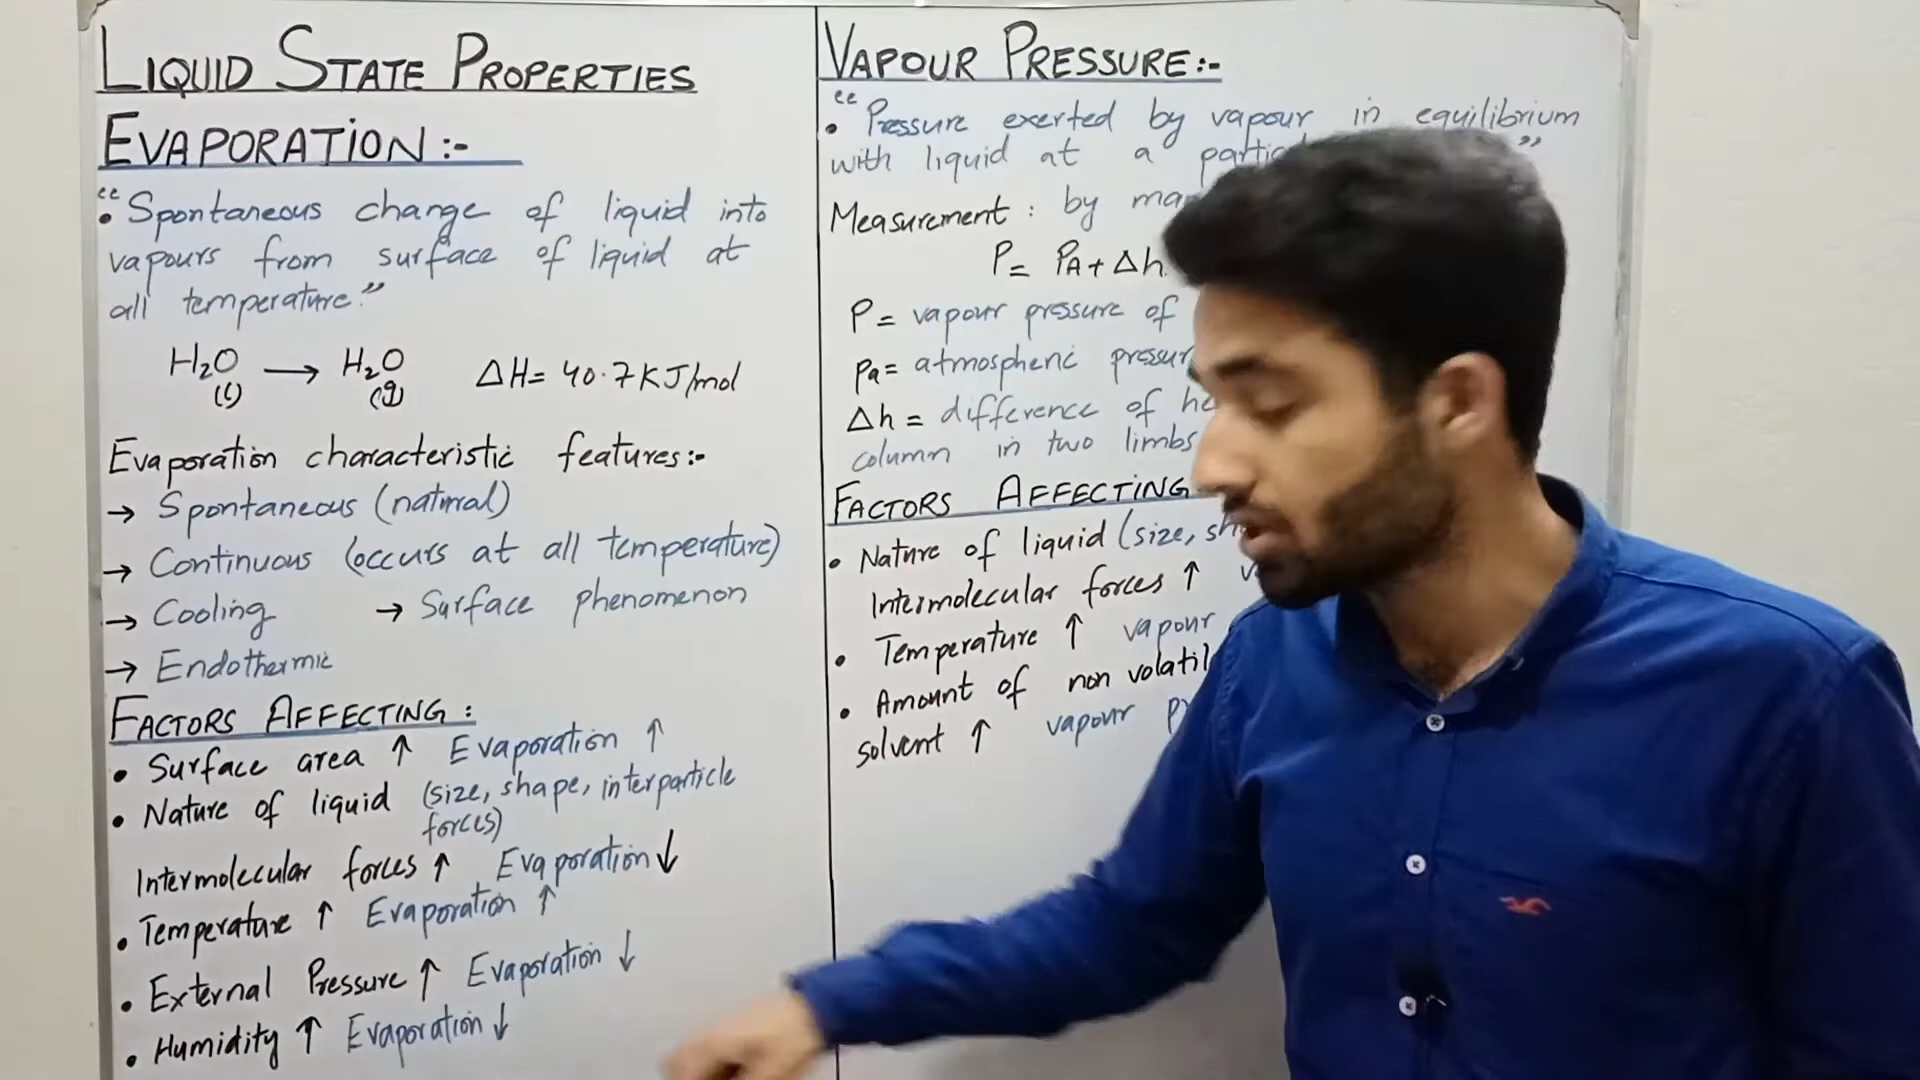 LIQUID STATE PROPERTIES
EVAPORATION :-
“• Spontaneous change of liquid into
vapours from surface of liquid at
all temperature.”
H₂O (l) → H₂O (g) ΔH = 40.7 KJ/mol
Evaporation characteristic features:-
→ Spontaneous (natural)
→ Continuous (occurs at all temperature)
→ Cooling → Surface phenomenon
→ Endothermic
FACTORS AFFECTING :
• Surface area ↑ Evaporation ↑
• Nature of liquid (size, shape, interparticle
forces)
Intermolecular forces ↑ Evaporation ↓
• Temperature ↑ Evaporation ↑
• External Pressure ↑ Evaporation ↓
• Humidity ↑ Evaporation ↓
VAPOUR PRESSURE :-
“• Pressure exerted by vapour in equilibrium
with liquid at a ”
Measurement : by
P = PA + Δh
P = vapour pressure of
Pa = atmospheric
Δh = difference of
column in two limbs
FACTORS AFFECTING
• Nature of liquid (size,
Intermolecular forces ↑
• Temperature ↑ vapour
• Amount of non
solvent ↑ vapour